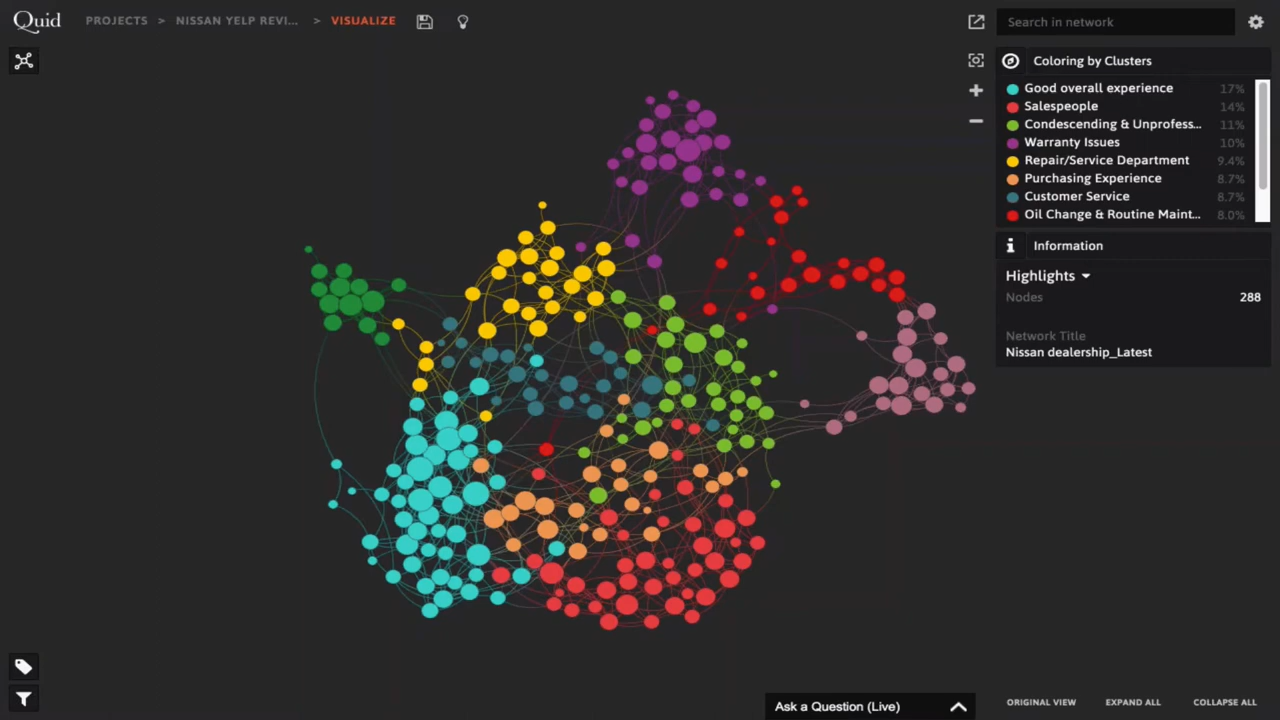 Quid
PROJECTS > NISSAN YELP REVI... > VISUALIZE
Search in network
Coloring by Clusters
Good overall experience 17%
Salespeople 14%
Condescending & Unprofess... 11%
Warranty Issues 10%
Repair/Service Department 9.4%
Purchasing Experience 8.7%
Customer Service 8.7%
Oil Change & Routine Maint... 8.0%
Information
Highlights
Nodes 288
Network Title
Nissan dealership_Latest
Ask a Question (Live)
ORIGINAL VIEW EXPAND ALL COLLAPSE ALL